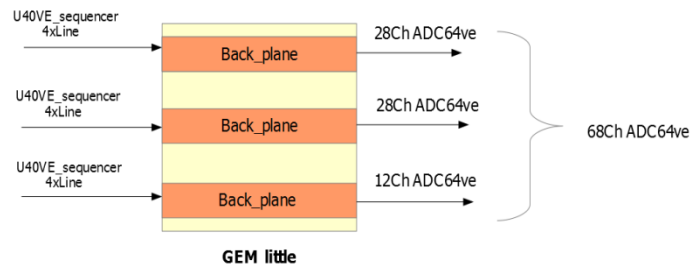 U40VE_sequencer
4xLine
Back_plane
28Ch ADC64ve
U40VE_sequencer
4xLine
Back_plane
28Ch ADC64ve
68Ch ADC64ve
U40VE_sequencer
4xLine
Back_plane
12Ch ADC64ve
GEM little